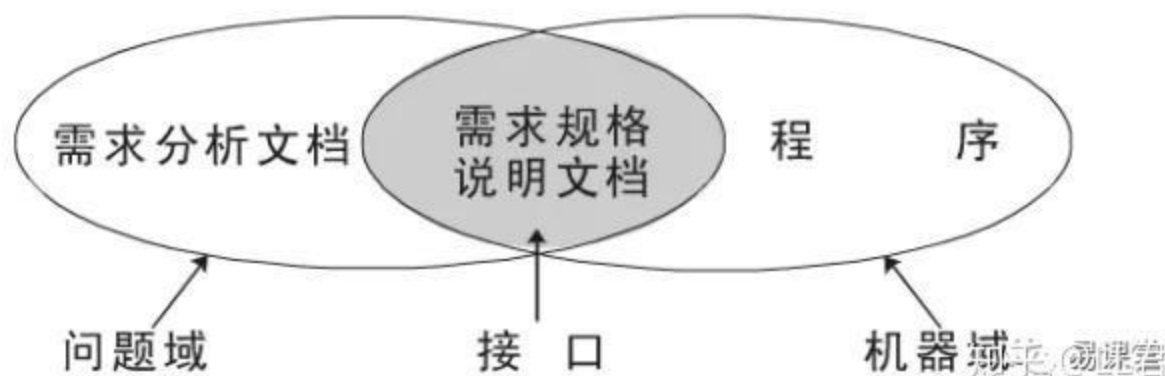 需求分析文档
需求规格
说明文档
程 序
问题域
接 口
机器域